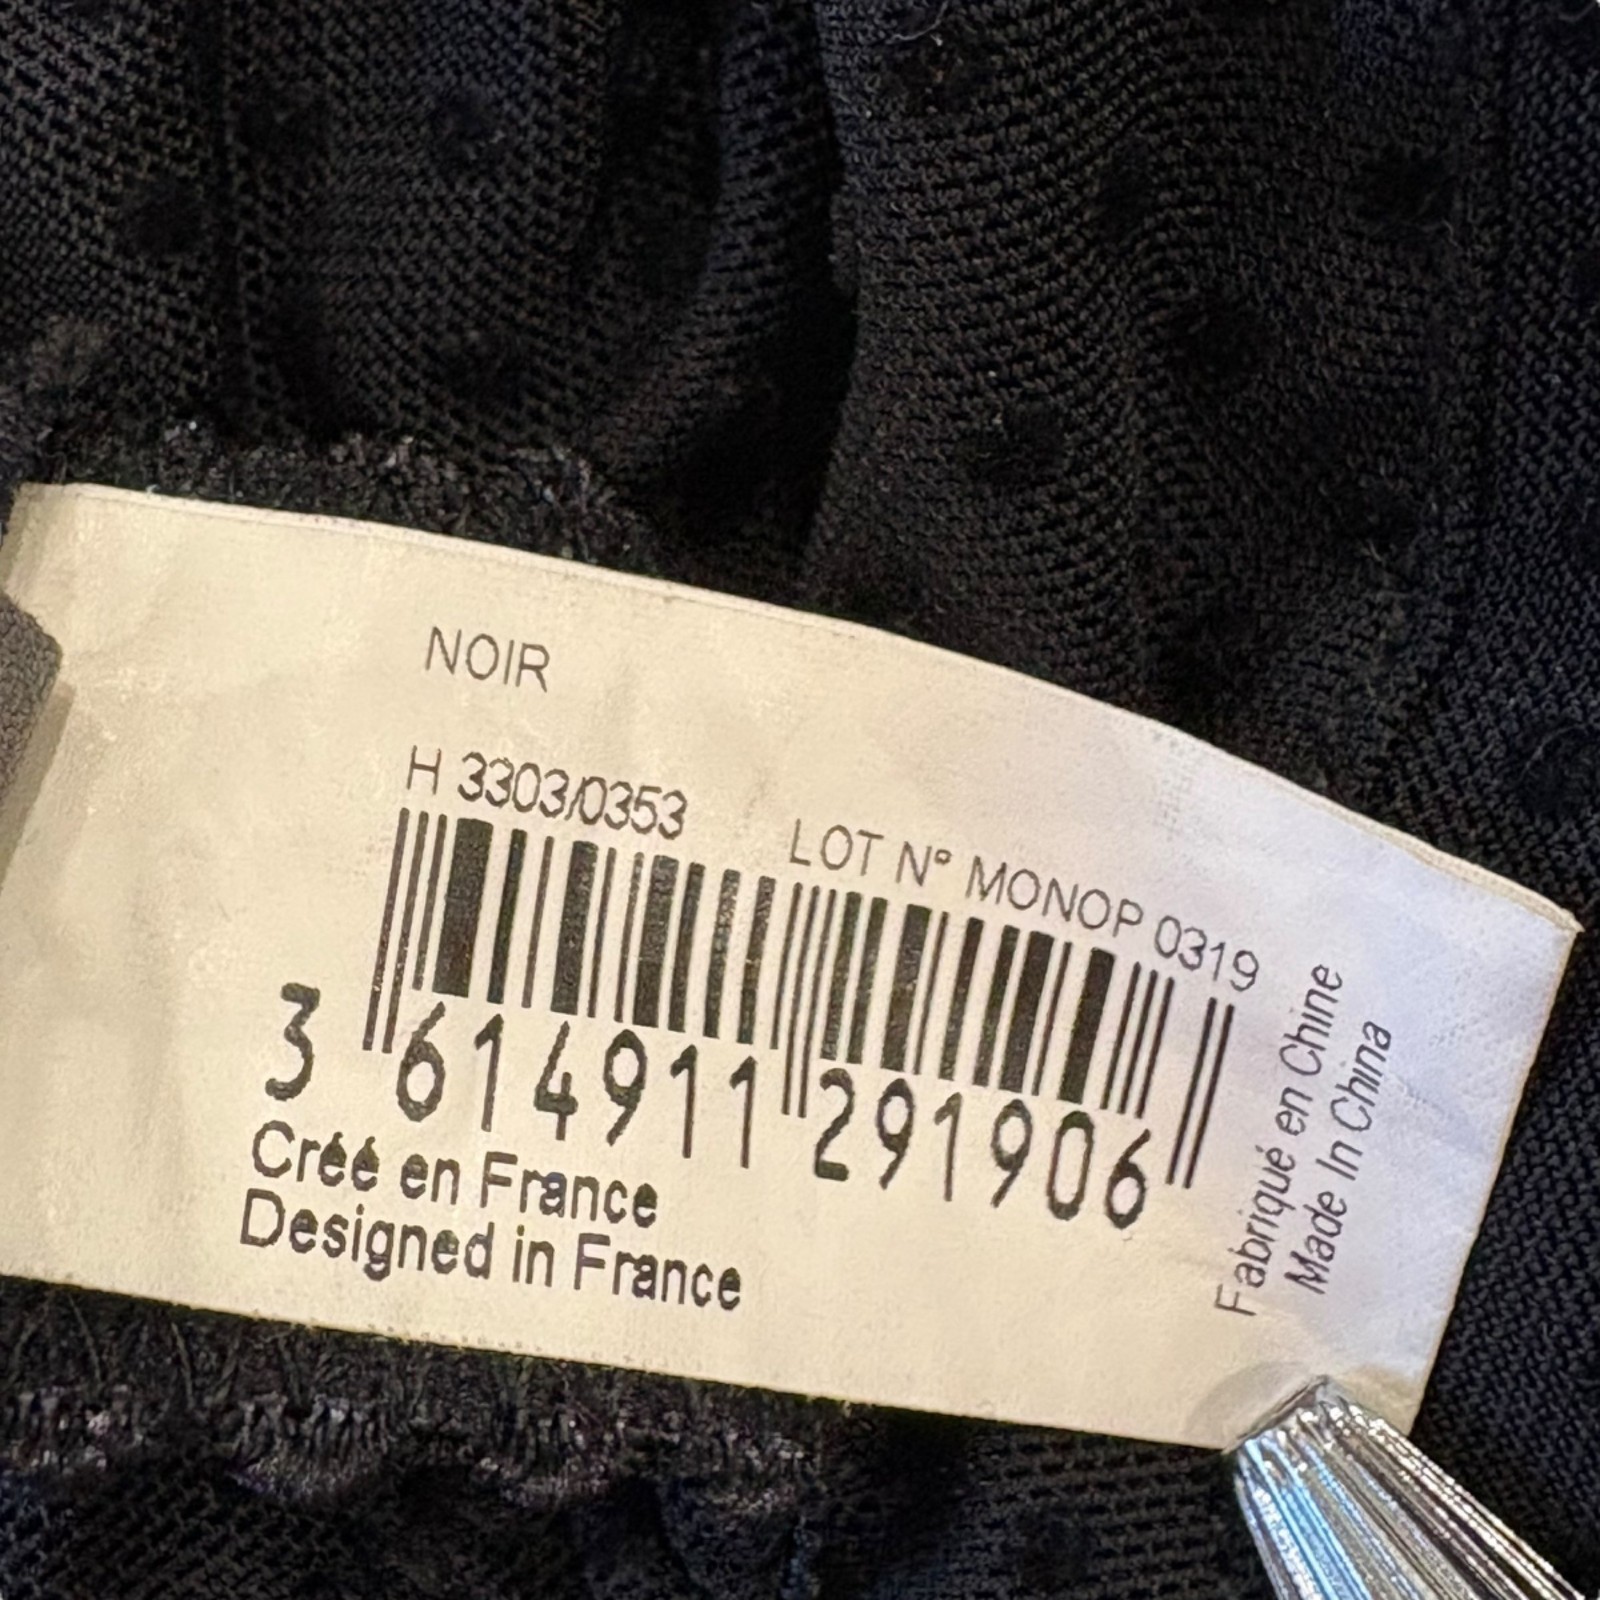 NOIR
H 3303/0353
LOT N° MONOP 0319
3 614911 291906
Créé en France
Designed in France
Fabriqué en Chine
Made In China